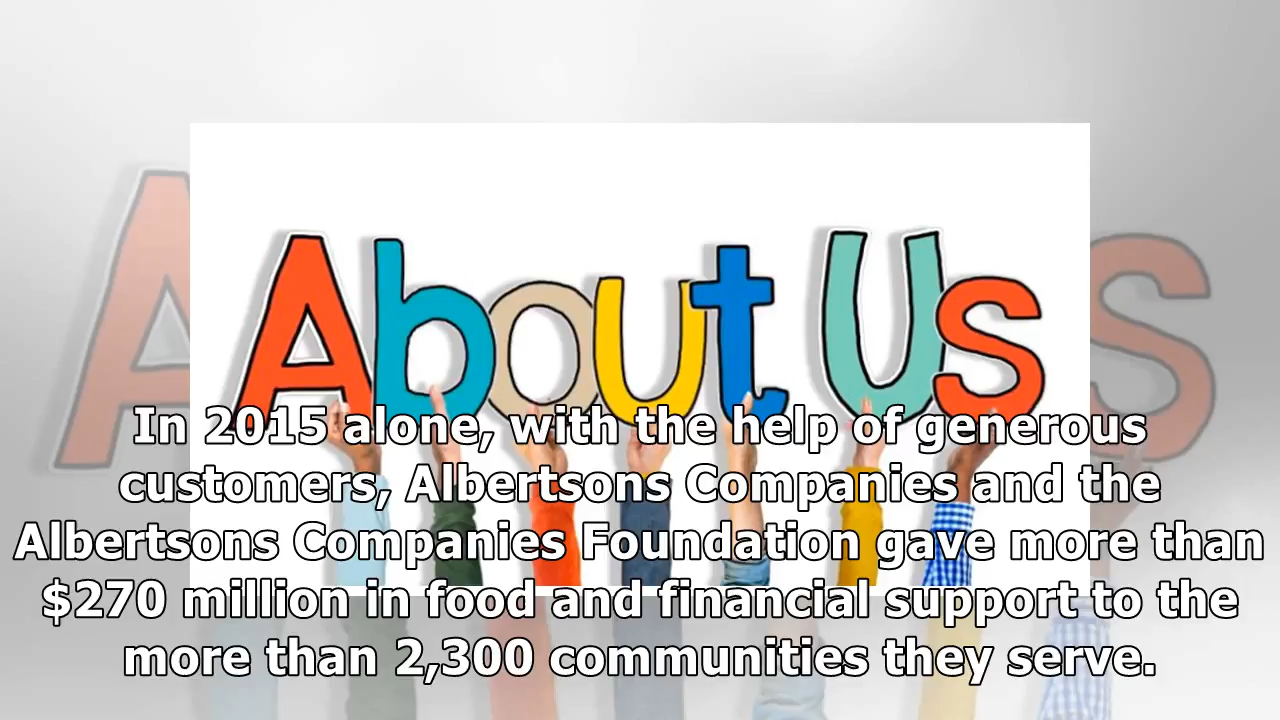 About Us
In 2015 alone, with the help of generous
customers, Albertsons Companies and the
Albertsons Companies Foundation gave more than
$270 million in food and financial support to the
more than 2,300 communities they serve.